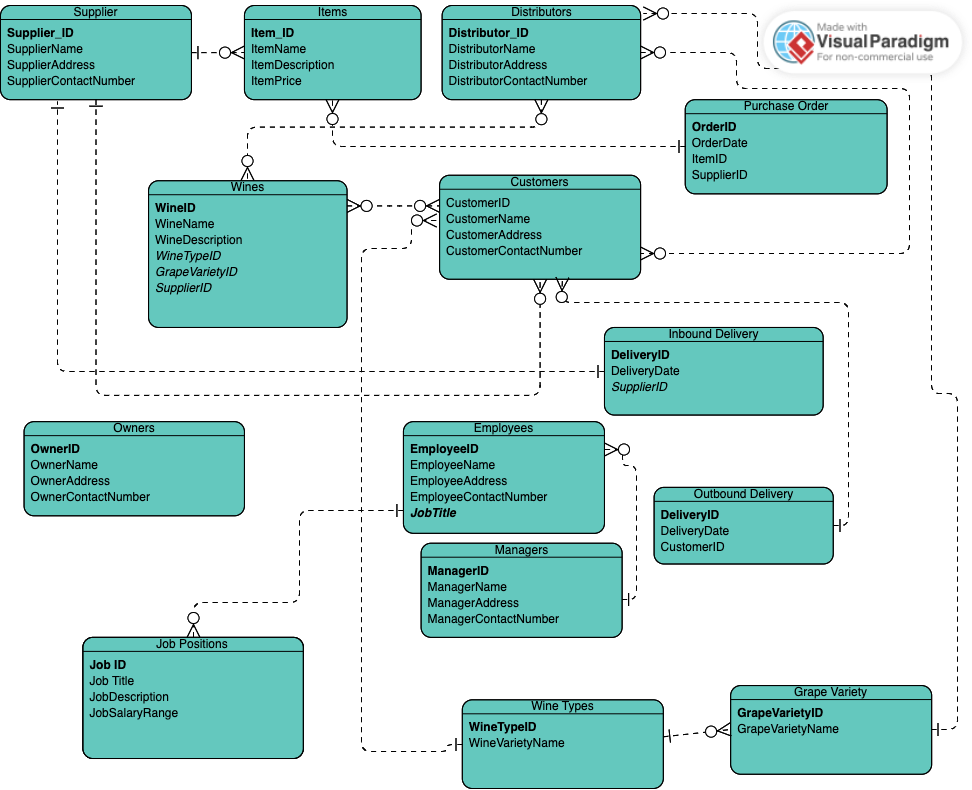 Supplier
Supplier_ID
SupplierName
SupplierAddress
SupplierContactNumber
Items
Item_ID
ItemName
ItemDescription
ItemPrice
Distributors
Distributor_ID
DistributorName
DistributorAddress
DistributorContactNumber
Made with
Visual Paradigm
For non-commercial use
Purchase Order
OrderID
OrderDate
ItemID
SupplierID
Wines
WineID
WineName
WineDescription
WineTypeID
GrapeVarietyID
SupplierID
Customers
CustomerID
CustomerName
CustomerAddress
CustomerContactNumber
Inbound Delivery
DeliveryID
DeliveryDate
SupplierID
Owners
OwnerID
OwnerName
OwnerAddress
OwnerContactNumber
Employees
EmployeeID
EmployeeName
EmployeeAddress
EmployeeContactNumber
JobTitle
Outbound Delivery
DeliveryID
DeliveryDate
CustomerID
Managers
ManagerID
ManagerName
ManagerAddress
ManagerContactNumber
Job Positions
Job ID
Job Title
JobDescription
JobSalaryRange
Wine Types
WineTypeID
WineVarietyName
Grape Variety
GrapeVarietyID
GrapeVarietyName